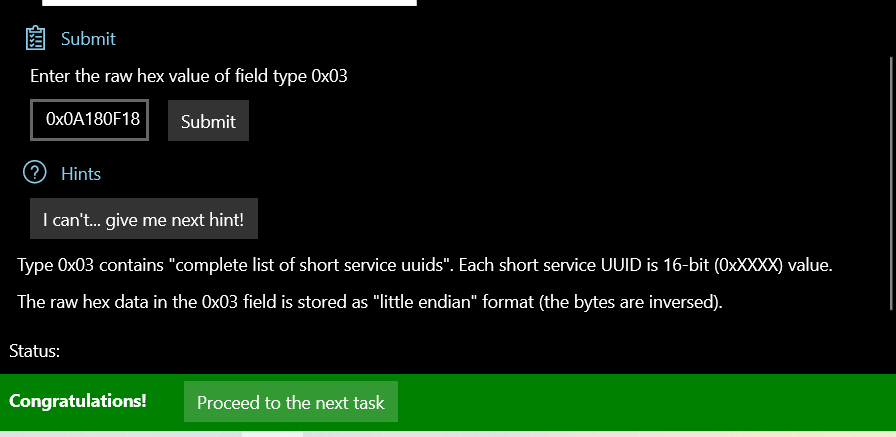 Submit
Enter the raw hex value of field type 0x03
0x0A180F18
Submit
Hints
I can't... give me next hint!
Type 0x03 contains "complete list of short service uuids". Each short service UUID is 16-bit (0xXXXX) value.
The raw hex data in the 0x03 field is stored as "little endian" format (the bytes are inversed).
Status:
Congratulations!
Proceed to the next task